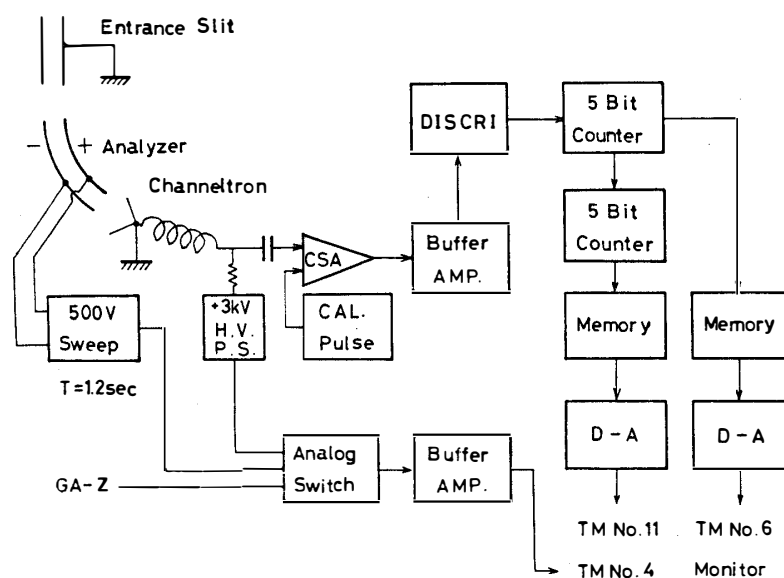 Entrance Slit
- + Analyzer
Channeltron
500V
Sweep
T=1.2sec
+3kV
H.V.
P.S.
CSA
CAL.
Pulse
Buffer
AMP.
DISCRI
5 Bit
Counter
5 Bit
Counter
Memory
Memory
D-A
D-A
GA-Z
Analog
Switch
Buffer
AMP.
TM No.11
TM No.6
TM No.4
Monitor